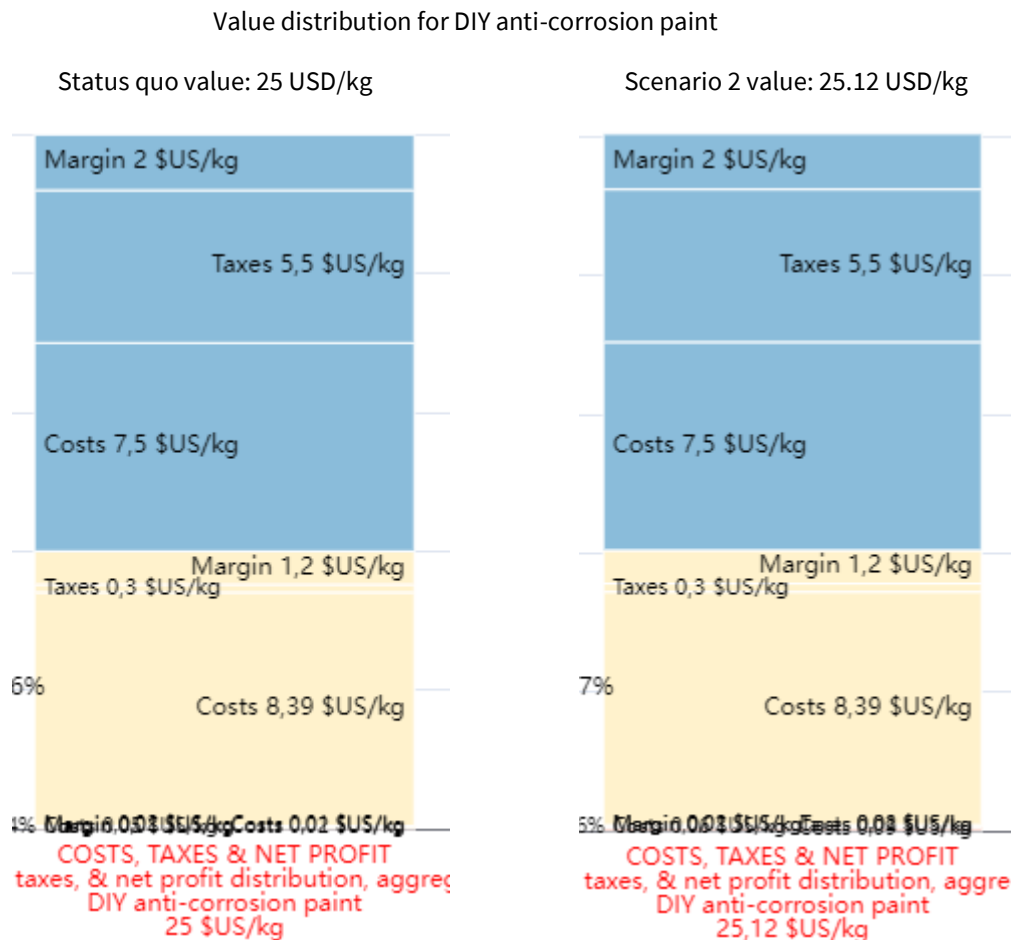 Value distribution for DIY anti-corrosion paint
Status quo value: 25 USD/kg
Scenario 2 value: 25.12 USD/kg
Margin 2 $US/kg
Taxes 5,5 $US/kg
Costs 7,5 $US/kg
Margin 1,2 $US/kg
Taxes 0,3 $US/kg
6%
Costs 8,39 $US/kg
Costs 0,02 $US/kg
COSTS, TAXES & NET PROFIT
taxes, & net profit distribution,
DIY anti-corrosion paint
25 $US/kg
Margin 2 $US/kg
Taxes 5,5 $US/kg
Costs 7,5 $US/kg
Margin 1,2 $US/kg
Taxes 0,3 $US/kg
7%
Costs 8,39 $US/kg
COSTS, TAXES & NET PROFIT
taxes, & net profit distribution,
DIY anti-corrosion paint
25,12 $US/kg